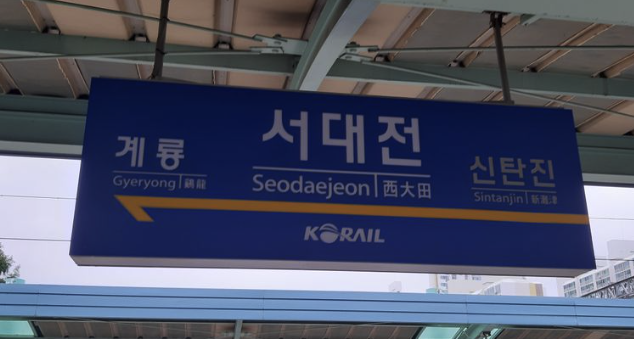 계룡
Gyeryong 鷄龍
서대전
Seodaejeon 西大田
신탄진
Sintanjin 新灘津
KORAIL